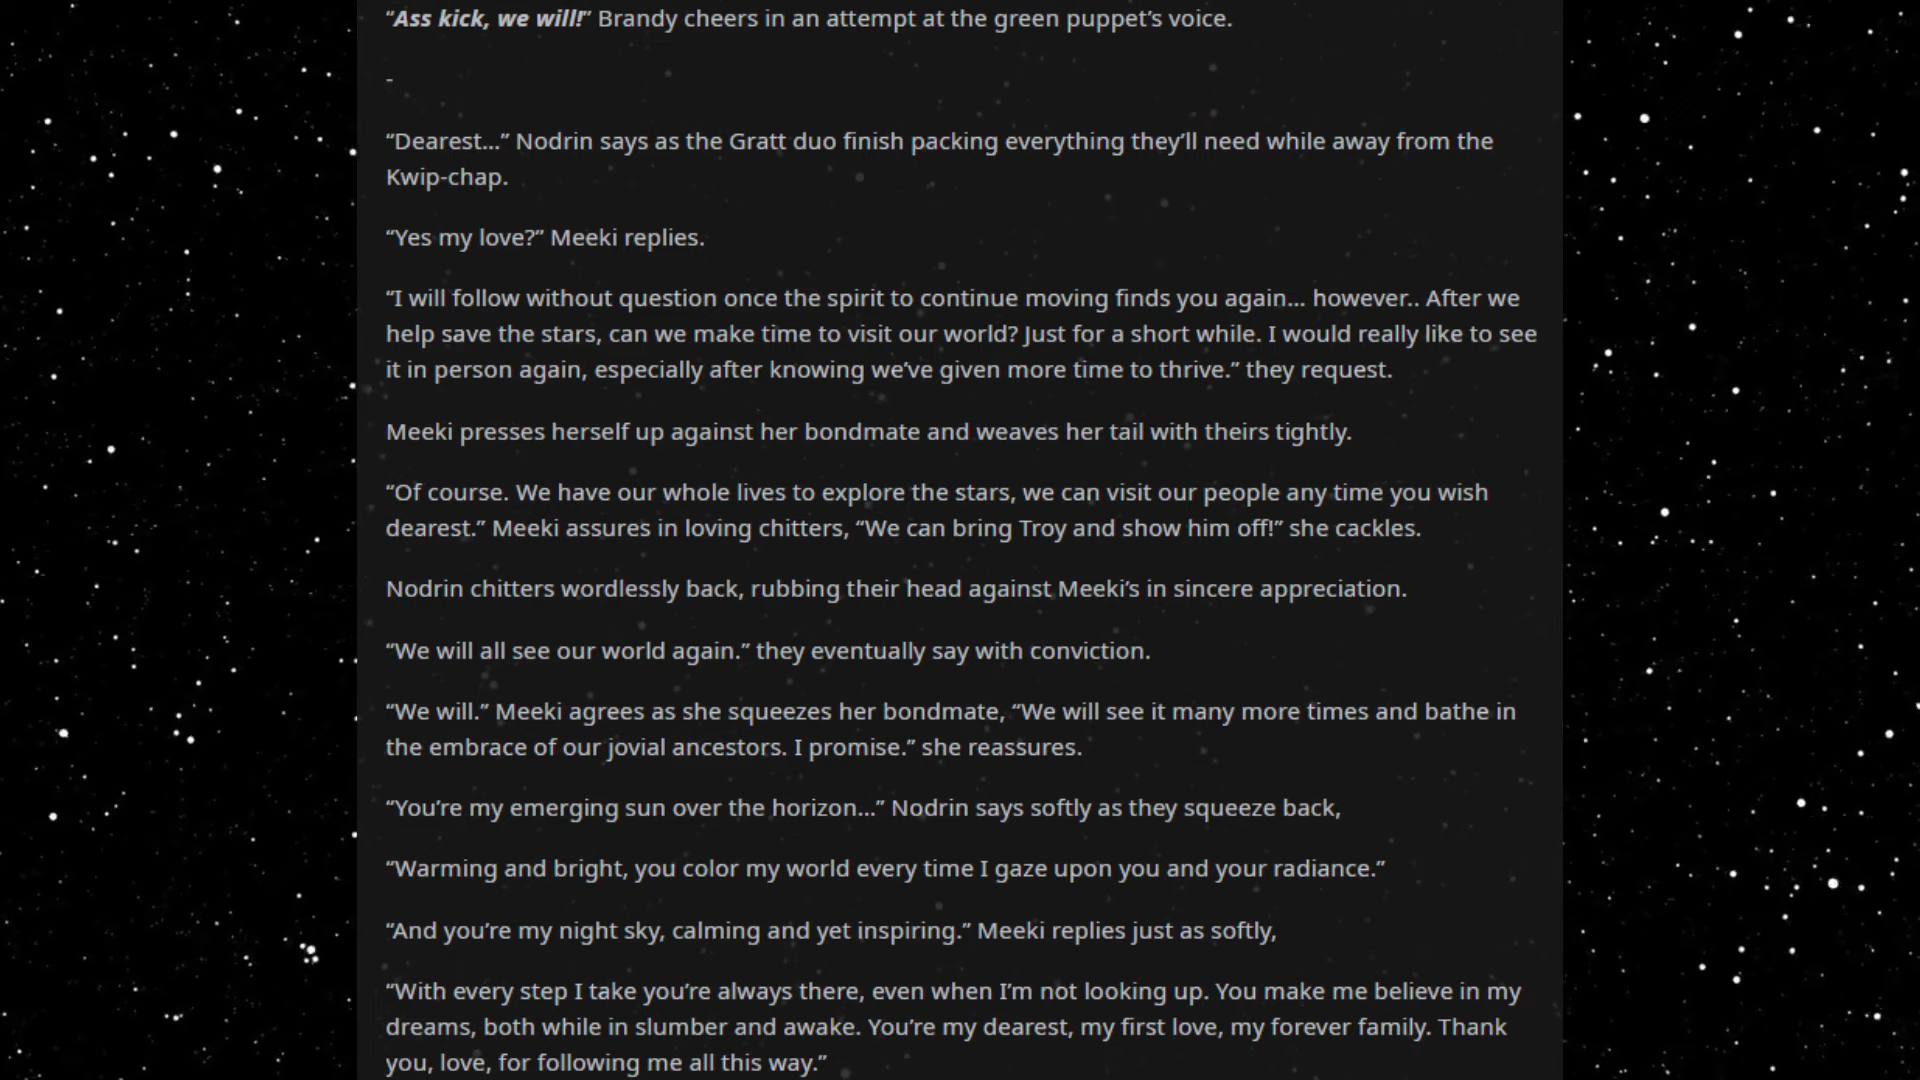 “Ass kick, we will!” Brandy cheers in an attempt at the green puppet’s voice.
-
“Dearest…” Nodrin says as the Gratt duo finish packing everything they’ll need while away from the
Kwip-chap.
“Yes my love?” Meeki replies.
“I will follow without question once the spirit to continue moving finds you again… however.. After we
help save the stars, can we make time to visit our world? Just for a short while. I would really like to see
it in person again, especially after knowing we’ve given more time to thrive.” they request.
Meeki presses herself up against her bondmate and weaves her tail with theirs tightly.
“Of course. We have our whole lives to explore the stars, we can visit our people any time you wish
dearest.” Meeki assures in loving chitters, “We can bring Troy and show him off!” she cackles.
Nodrin chitters wordlessly back, rubbing their head against Meeki’s in sincere appreciation.
“We will all see our world again.” they eventually say with conviction.
“We will.” Meeki agrees as she squeezes her bondmate, “We will see it many more times and bathe in
the embrace of our jovial ancestors. I promise.” she reassures.
“You’re my emerging sun over the horizon…” Nodrin says softly as they squeeze back,
“Warming and bright, you color my world every time I gaze upon you and your radiance.”
“And you’re my night sky, calming and yet inspiring.” Meeki replies just as softly,
“With every step I take you’re always there, even when I’m not looking up. You make me believe in my
dreams, both while in slumber and awake. You’re my dearest, my first love, my forever family. Thank
you, love, for following me all this way.”